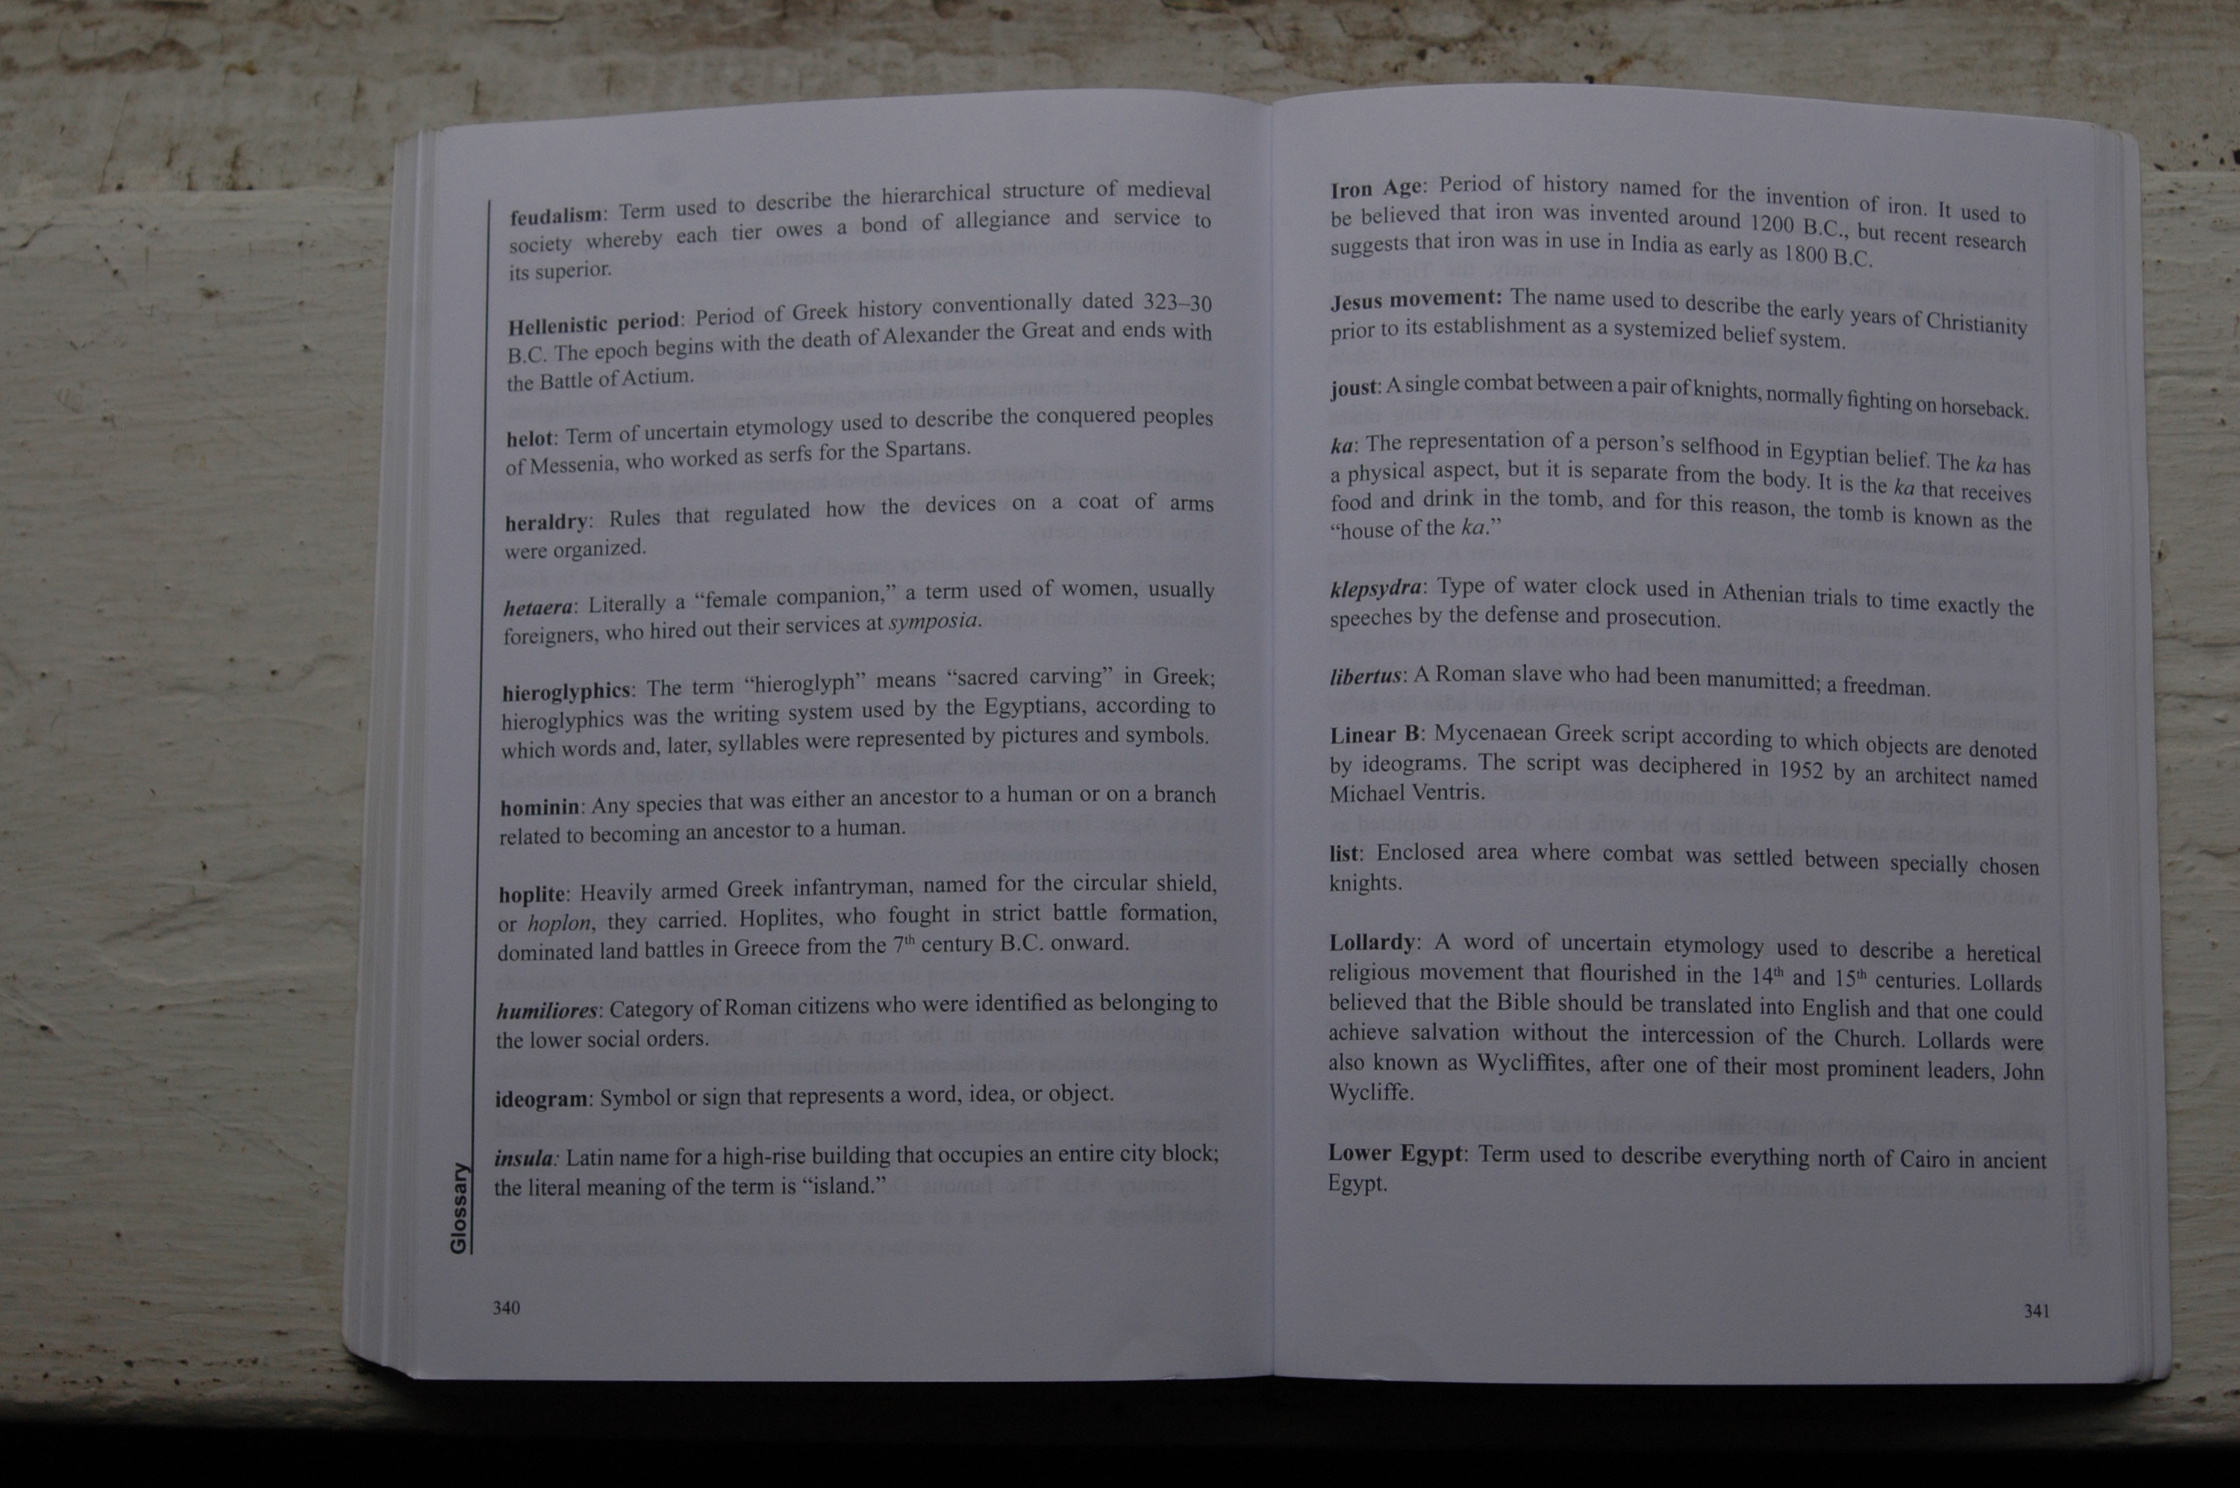 feudalism: Term used to describe the hierarchical structure of medieval
society whereby each tier owes a bond of allegiance and service to
its superior.
Hellenistic period: Period of Greek history conventionally dated 323–30
B.C. The epoch begins with the death of Alexander the Great and ends with
the Battle of Actium.
helot: Term of uncertain etymology used to describe the conquered peoples
of Messenia, who worked as serfs for the Spartans.
heraldry: Rules that regulated how the devices on a coat of arms
were organized.
hetaera: Literally a “female companion,” a term used of women, usually
foreigners, who hired out their services at symposia.
hieroglyphics: The term “hieroglyph” means “sacred carving” in Greek;
hieroglyphics was the writing system used by the Egyptians, according to
which words and, later, syllables were represented by pictures and symbols.
hominin: Any species that was either an ancestor to a human or on a branch
related to becoming an ancestor to a human.
hoplite: Heavily armed Greek infantryman, named for the circular shield,
or hoplon, they carried. Hoplites, who fought in strict battle formation,
dominated land battles in Greece from the 7th century B.C. onward.
humiliores: Category of Roman citizens who were identified as belonging to
the lower social orders.
ideogram: Symbol or sign that represents a word, idea, or object.
insula: Latin name for a high-rise building that occupies an entire city block;
the literal meaning of the term is “island.”
Glossary
340
Iron Age: Period of history named for the invention of iron. It used to
be believed that iron was invented around 1200 B.C., but recent research
suggests that iron was in use in India as early as 1800 B.C.
Jesus movement: The name used to describe the early years of Christianity
prior to its establishment as a systemized belief system.
joust: A single combat between a pair of knights, normally fighting on horseback.
ka: The representation of a person’s selfhood in Egyptian belief. The ka has
a physical aspect, but it is separate from the body. It is the ka that receives
food and drink in the tomb, and for this reason, the tomb is known as the
“house of the ka.”
klepsydra: Type of water clock used in Athenian trials to time exactly the
speeches by the defense and prosecution.
libertus: A Roman slave who had been manumitted; a freedman.
Linear B: Mycenaean Greek script according to which objects are denoted
by ideograms. The script was deciphered in 1952 by an architect named
Michael Ventris.
list: Enclosed area where combat was settled between specially chosen
knights.
Lollardy: A word of uncertain etymology used to describe a heretical
religious movement that flourished in the 14th and 15th centuries. Lollards
believed that the Bible should be translated into English and that one could
achieve salvation without the intercession of the Church. Lollards were
also known as Wycliffites, after one of their most prominent leaders, John
Wycliffe.
Lower Egypt: Term used to describe everything north of Cairo in ancient
Egypt.
341